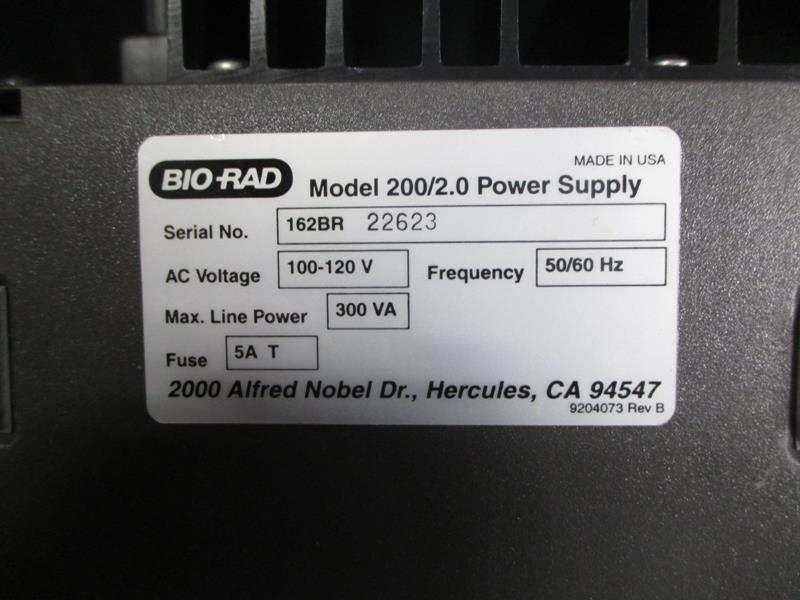 MADE IN USA
BIO-RAD Model 200/2.0 Power Supply
Serial No. 162BR 22623
AC Voltage 100-120 V Frequency 50/60 Hz
Max. Line Power 300 VA
Fuse 5A T
2000 Alfred Nobel Dr., Hercules, CA 94547
9204073 Rev B